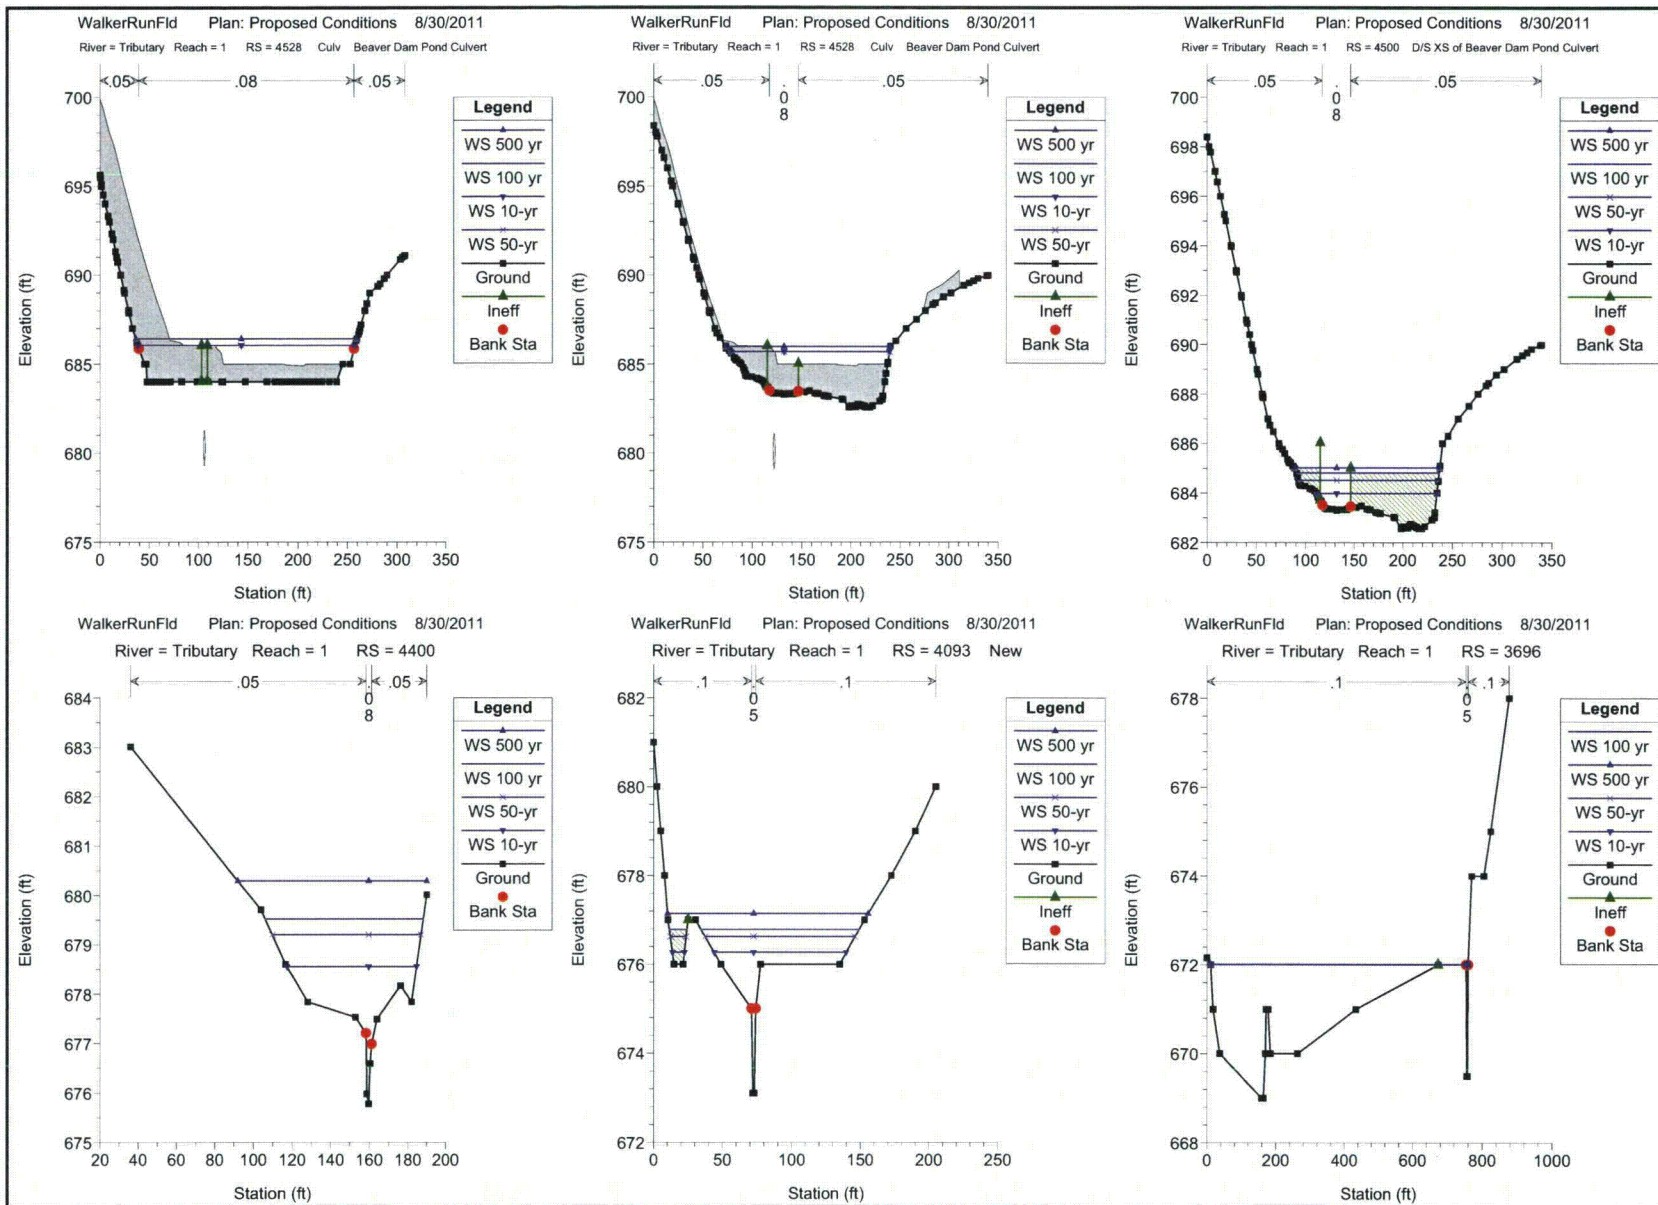 WalkerRunFld Plan: Proposed Conditions 8/30/2011
River = Tributary Reach = 1 RS = 4528 Culv Beaver Dam Pond Culvert
.05 .08 .05
Legend
WS 500 yr
WS 100 yr
WS 10-yr
WS 50-yr
Ground
Ineff
Bank Sta
Elevation (ft)
700
695
690
685
680
675
0 50 100 150 200 250 300 350
Station (ft)
WalkerRunFld Plan: Proposed Conditions 8/30/2011
River = Tributary Reach = 1 RS = 4528 Culv Beaver Dam Pond Culvert
.05 .08 .05
Legend
WS 500 yr
WS 100 yr
WS 10-yr
WS 50-yr
Ground
Ineff
Bank Sta
Elevation (ft)
700
695
690
685
680
675
0 50 100 150 200 250 300 350
Station (ft)
WalkerRunFld Plan: Proposed Conditions 8/30/2011
River = Tributary Reach = 1 RS = 4500 D/S XS of Beaver Dam Pond Culvert
.05 .08 .05
Legend
WS 500 yr
WS 100 yr
WS 50-yr
WS 10-yr
Ground
Ineff
Bank Sta
Elevation (ft)
700
698
696
694
692
690
688
686
684
682
0 50 100 150 200 250 300 350
Station (ft)
WalkerRunFld Plan: Proposed Conditions 8/30/2011
River = Tributary Reach = 1 RS = 4400
.05 .08 .05
Legend
WS 500 yr
WS 100 yr
WS 50-yr
WS 10-yr
Ground
Bank Sta
Elevation (ft)
684
683
682
681
680
679
678
677
676
675
20 40 60 80 100 120 140 160 180 200
Station (ft)
WalkerRunFld Plan: Proposed Conditions 8/30/2011
River = Tributary Reach = 1 RS = 4093 New
.1 .05 .1
Legend
WS 500 yr
WS 100 yr
WS 50-yr
WS 10-yr
Ground
Ineff
Bank Sta
Elevation (ft)
682
680
678
676
674
672
0 50 100 150 200 250
Station (ft)
WalkerRunFld Plan: Proposed Conditions 8/30/2011
River = Tributary Reach = 1 RS = 3696
.1 .05 .1
Legend
WS 100 yr
WS 500 yr
WS 50-yr
WS 10-yr
Ground
Ineff
Bank Sta
Elevation (ft)
678
676
674
672
670
668
0 200 400 600 800 1000
Station (ft)